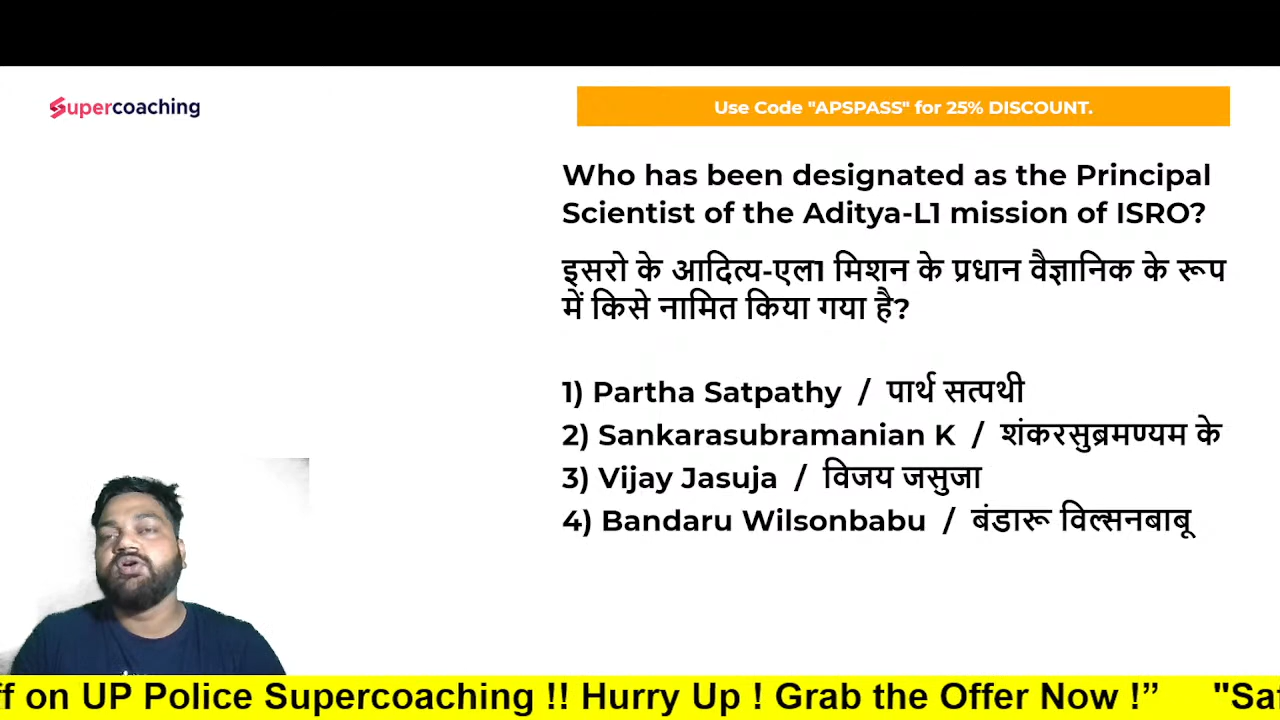 Supercoaching
Use Code "APSPASS" for 25% DISCOUNT.
Who has been designated as the Principal
Scientist of the Aditya-L1 mission of ISRO?
इसरो के आदित्य-एल1 मिशन के प्रधान वैज्ञानिक के रूप
में किसे नामित किया गया है?
1) Partha Satpathy / पार्थ सत्पथी
2) Sankarasubramanian K / शंकरसुब्रमण्यम के
3) Vijay Jasuja / विजय जसुजा
4) Bandaru Wilsonbabu / बंडारू विल्सनबाबू
on UP Police Supercoaching !! Hurry Up ! Grab the Offer Now !”